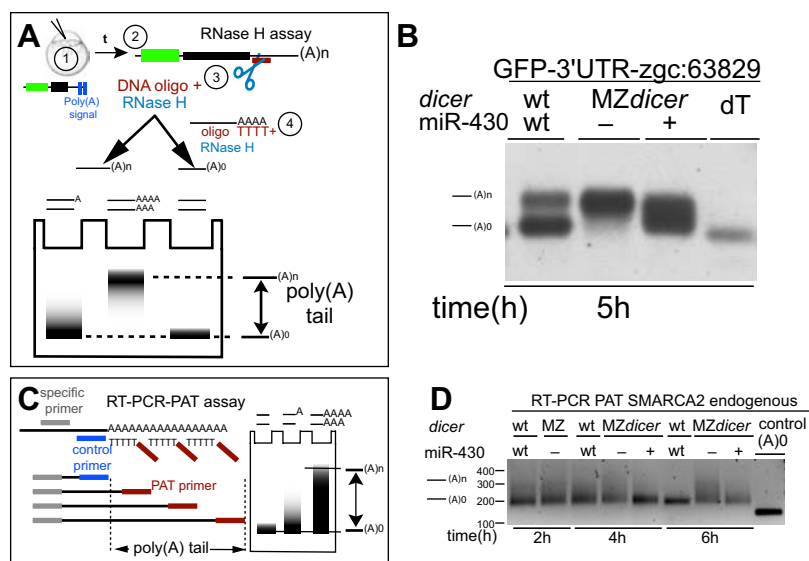 A
1
t
2
RNase H assay
(A)n
3
Poly(A)
signal
DNA oligo +
RNase H
AAAA
oligo TTTT+
RNase H
4
(A)n
(A)0
A
AAAA
AAA
(A)n
poly(A)
tail
(A)0
B
GFP-3'UTR-zgc:63829
dicer wt MZdicer dT
miR-430 wt – +
(A)n
(A)0
time(h) 5h
C
RT-PCR-PAT assay
specific
primer
AAAAAAAAAAAAAAAAA
TTTTT TTTTT TTTTT
control
primer
PAT primer
poly(A) tail
A
AAAA
AAA
(A)n
(A)0
D
RT-PCR PAT SMARCA2 endogenous
dicer wt MZ wt MZdicer wt MZdicer control
(A)0
miR-430 wt – wt – + wt – +
400
(A)n
300
(A)0
200
100
time(h) 2h 4h 6h